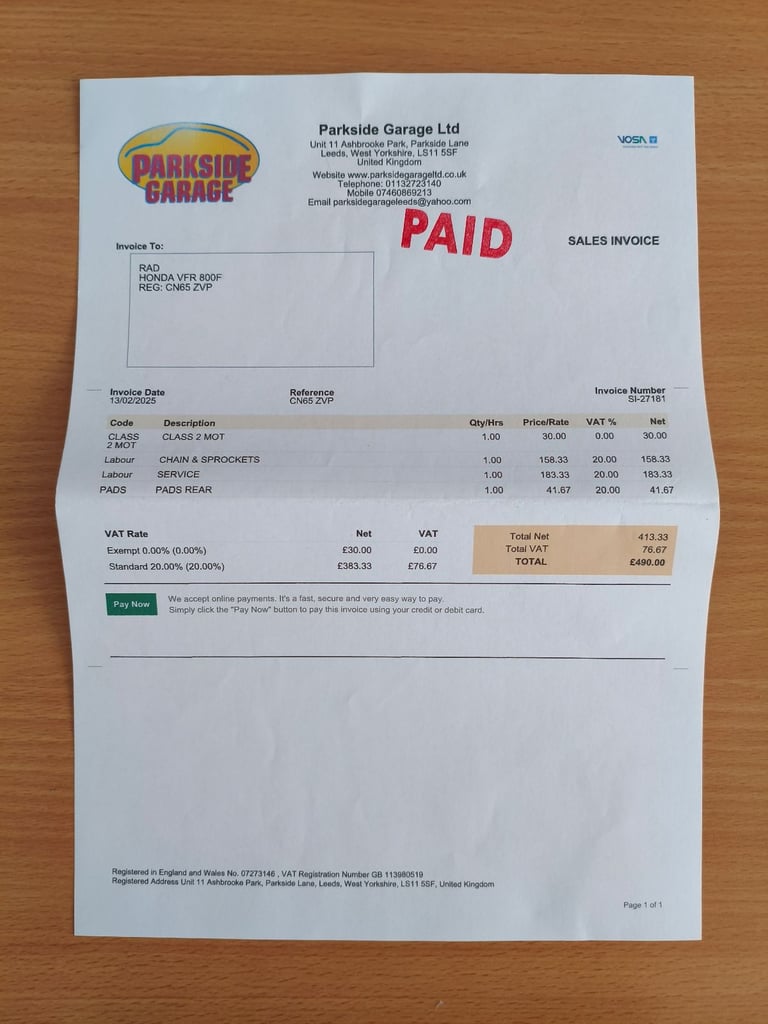 PARKSIDE
GARAGE
Parkside Garage Ltd
Unit 11 Ashbrooke Park, Parkside Lane
Leeds, West Yorkshire, LS11 5SF
United Kingdom
Website www.parksidegarageltd.co.uk
Telephone: 01132723140
Mobile 07460869213
Email parksidegarageleeds@yahoo.com
VOSA
PAID
SALES INVOICE
Invoice To:
RAD
HONDA VFR 800F
REG: CN65 ZVP
Invoice Date Reference Invoice Number
13/02/2025 CN65 ZVP SI-27181
Code Description Qty/Hrs Price/Rate VAT % Net
CLASS 2 MOT CLASS 2 MOT 1.00 30.00 0.00 30.00
Labour CHAIN & SPROCKETS 1.00 158.33 20.00 158.33
Labour SERVICE 1.00 183.33 20.00 183.33
PADS PADS REAR 1.00 41.67 20.00 41.67
VAT Rate Net VAT
Exempt 0.00% (0.00%) £30.00 £0.00
Standard 20.00% (20.00%) £383.33 £76.67
Total Net 413.33
Total VAT 76.67
TOTAL £490.00
Pay Now
We accept online payments. It's a fast, secure and very easy way to pay.
Simply click the "Pay Now" button to pay this invoice using your credit or debit card.
Registered in England and Wales No. 07273146 , VAT Registration Number GB 113980519
Registered Address Unit 11 Ashbrooke Park, Parkside Lane, Leeds, West Yorkshire, LS11 5SF, United Kingdom
Page 1 of 1